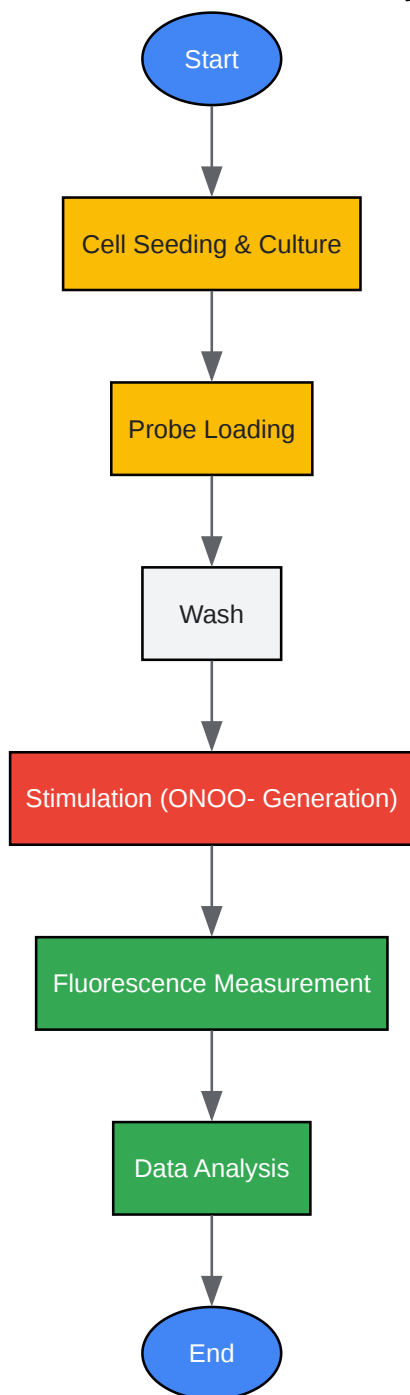 Start
Cell Seeding & Culture
Probe Loading
Wash
Stimulation (ONOO- Generation)
Fluorescence Measurement
Data Analysis
End